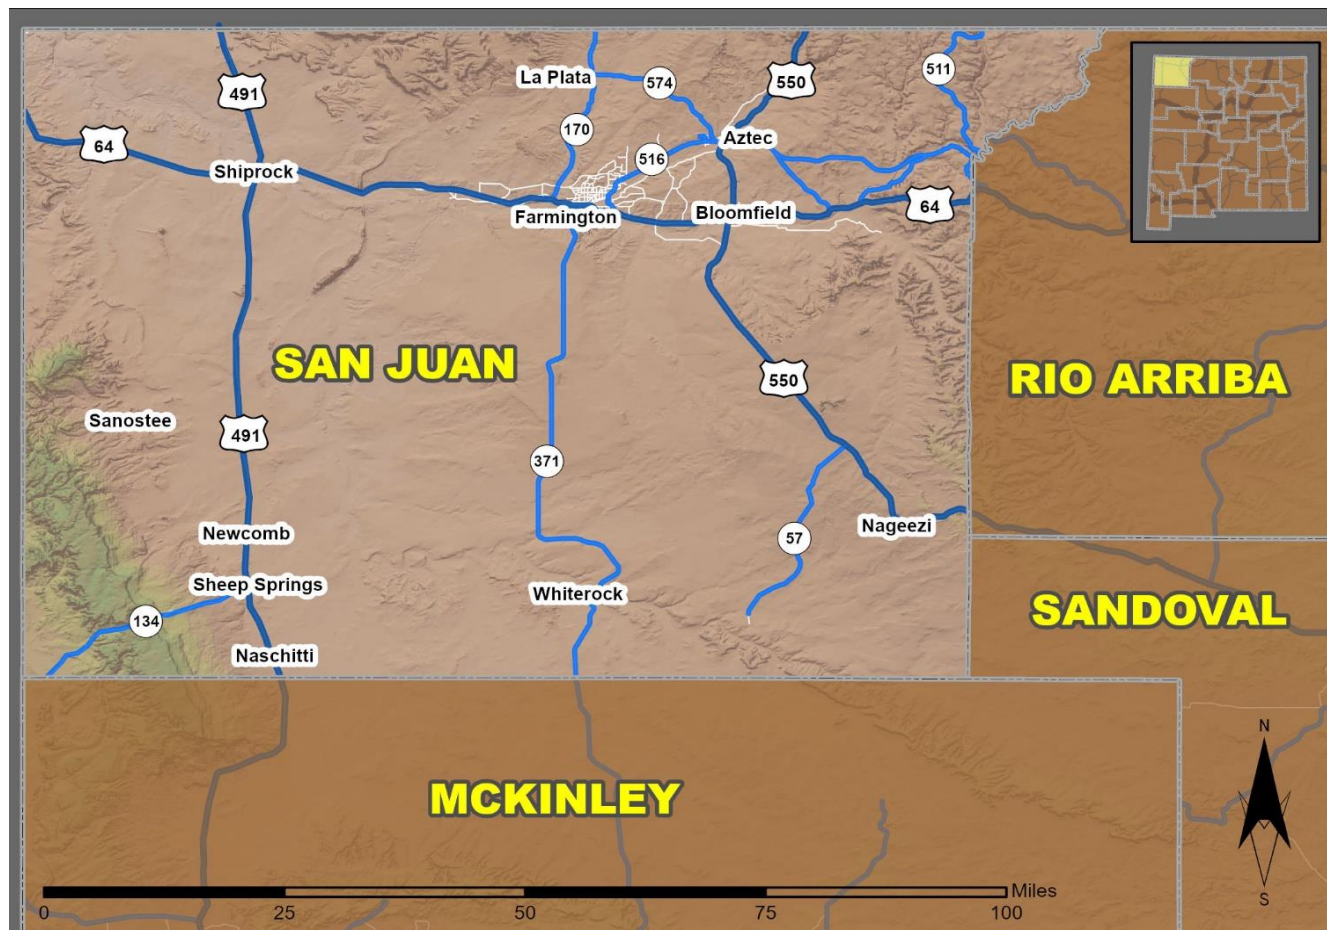 511
550
La Plata
574
491
170
Aztec
64
516
Shiprock
64
Bloomfield
Farmington
SAN JUAN
RIO ARRIBA
550
Sanostee
491
371
Nageezi
Newcomb
57
Sheep Springs
Whiterock
SANDOVAL
134
Naschitti
N
MCKINLEY
Miles
0 25 50 75 100
S